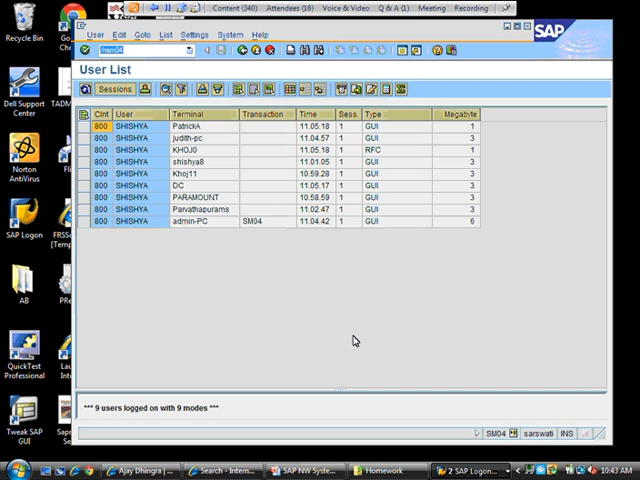 Content (340) Attendees (18) Voice & Video Q & A (1) Meeting Recording
Recycle Bin
Chrome
SAP
User Edit Goto List Settings System Help
/nsm04
User List
Sessions
Dell Support
Center
TADM
Clnt User Terminal Transaction Time Sess. Type Megabyte
800 SHISHYA PatrickA 11.05.18 1 GUI 1
800 SHISHYA judith-pc 11.04.57 1 GUI 3
800 SHISHYA KHOJ0 11.05.18 1 RFC 1
800 SHISHYA shishya8 11.01.05 1 GUI 3
800 SHISHYA Khoj11 10.59.28 1 GUI 3
800 SHISHYA DC 11.05.17 1 GUI 3
800 SHISHYA PARAMOUNT 10.58.59 1 GUI 3
800 SHISHYA Parvathapurams 11.02.47 1 GUI 3
800 SHISHYA admin-PC SM04 11.04.42 1 GUI 6
Norton
AntiVirus
SAP Logon
FRSSe
[Temp
AB
PRe
QuickTest
Professional
Lau
Inte
Tweak SAP
GUI
Sapr
*** 9 users logged on with 9 modes ***
SM04 sarswati INS
Ajay Dhingra (... Search - Intern... SAP NW Syste... Homework 2 SAP Logon... 10:43 AM